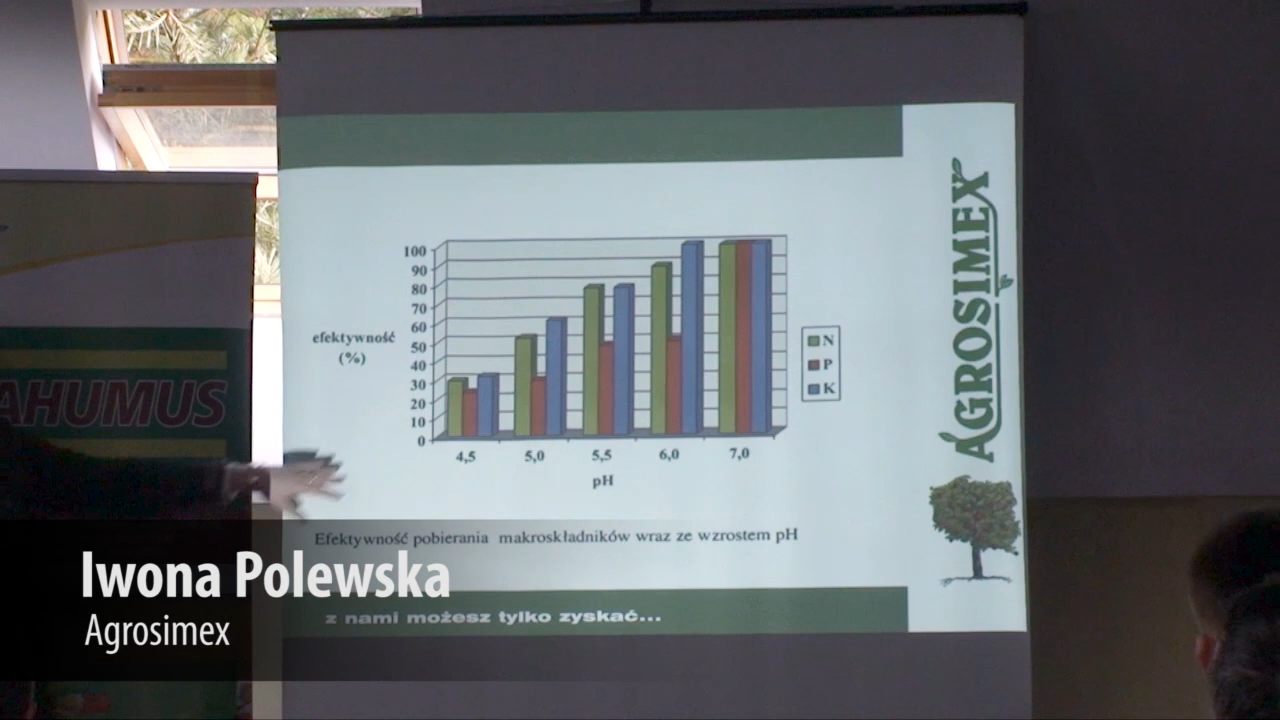 AGROSIMEX
AHUMUS
100
90
80
70
60
50
40
30
20
10
0
efektywność
(%)
N
P
K
4,5 5,0 5,5 6,0 7,0
pH
Efektywność pobierania makroskładników wraz ze wzrostem pH
z nami możesz tylko zyskać...
Iwona Polewska
Agrosimex